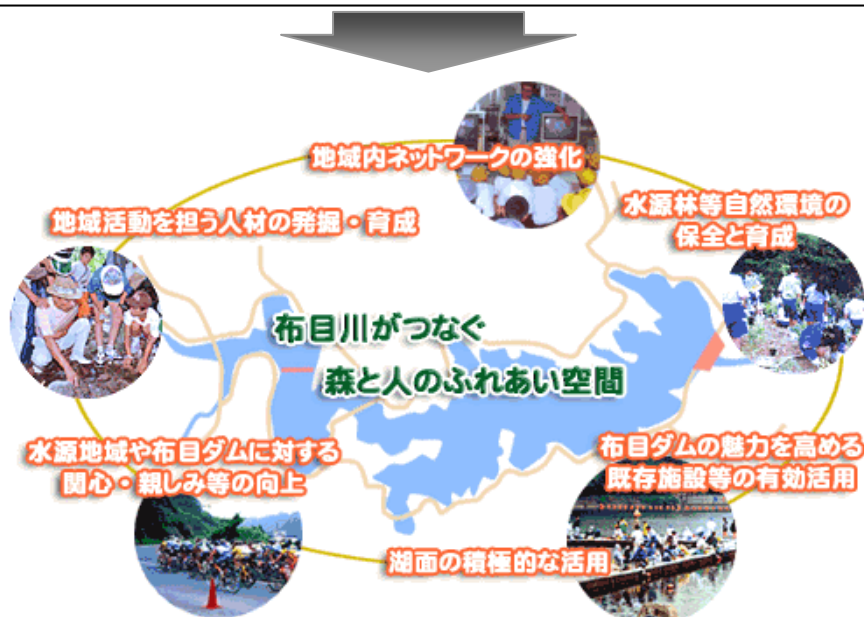 地域内ネットワークの強化
地域活動を担う人材の発掘・育成
水源林等自然環境の
保全と育成
布目川がつなぐ
森と人のふれあい空間
水源地域や布目ダムに対する
関心・親しみ等の向上
布目ダムの魅力を高める
既存施設等の有効活用
湖面の積極的な活用